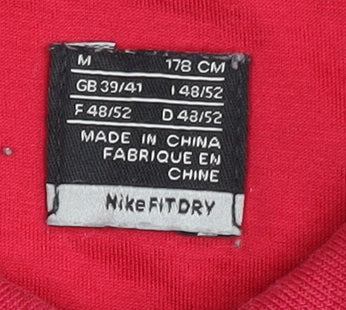 M 178 CM
GB 39/41 I 48/52
F 48/52 D 48/52
MADE IN CHINA
FABRIQUE EN
CHINE
NikeFITDRY